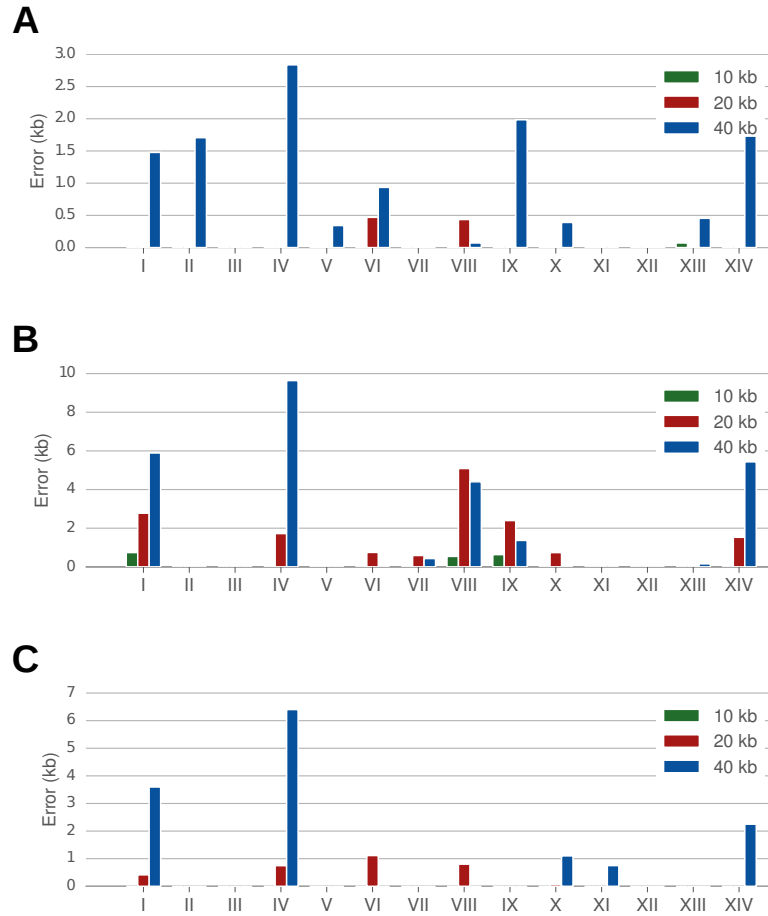 A
3.0
2.5
2.0
1.5
1.0
0.5
0.0
Error (kb)
10 kb
20 kb
40 kb
I II III IV V VI VII VIII IX X XI XII XIII XIV
B
10
8
6
4
2
0
Error (kb)
10 kb
20 kb
40 kb
I II III IV V VI VII VIII IX X XI XII XIII XIV
C
7
6
5
4
3
2
1
0
Error (kb)
10 kb
20 kb
40 kb
I II III IV V VI VII VIII IX X XI XII XIII XIV